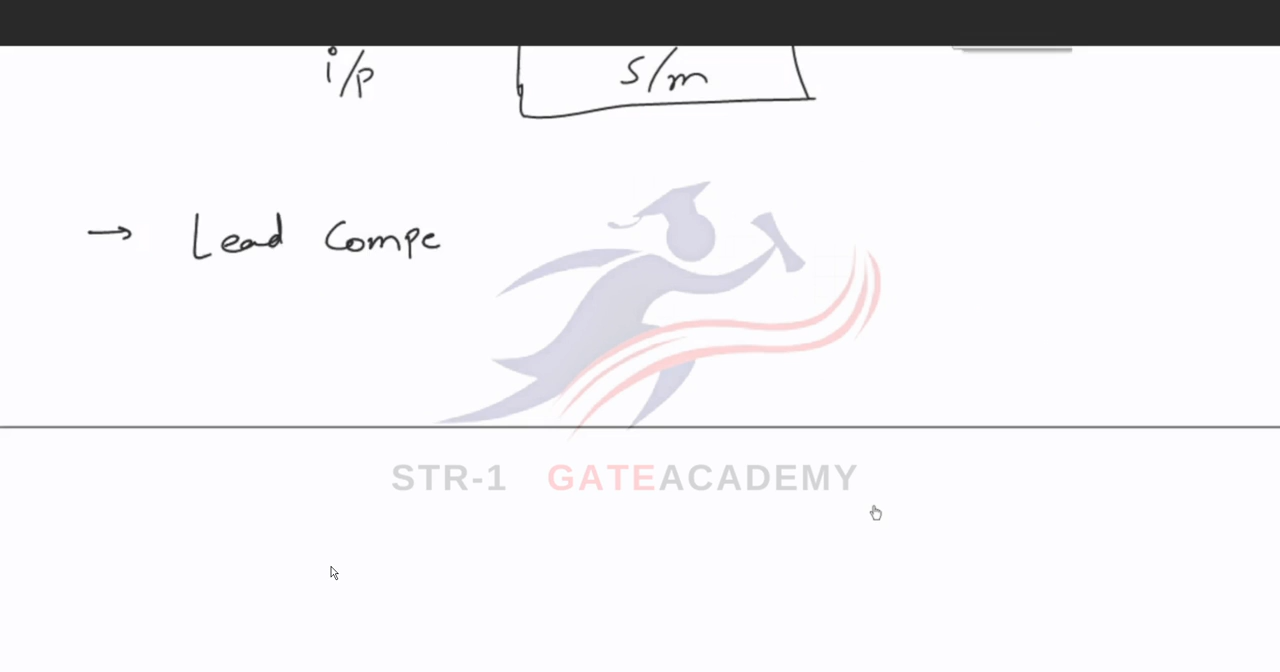 i/p S/m
→ Lead Compe
STR-1 GATEACADEMY